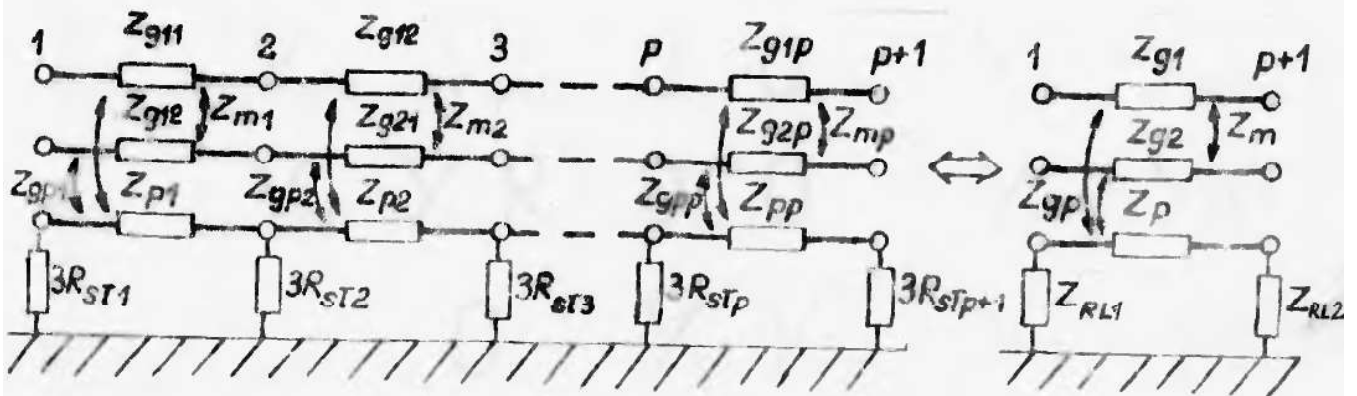 Zg11 Zg12 Zg1p Zg1
1 2 3 p p+1 1 p+1
Zg12 Zm1 Zg21 Zm2 Zg2p Zmp Zg2 Zm
Zgp1 Zp1 Zgp2 Zp2 Zgpp Zpp Zgp Zp
3RST1 3RST2 3RST3 3RSTp 3RSTp+1 ZRL1 ZRL2